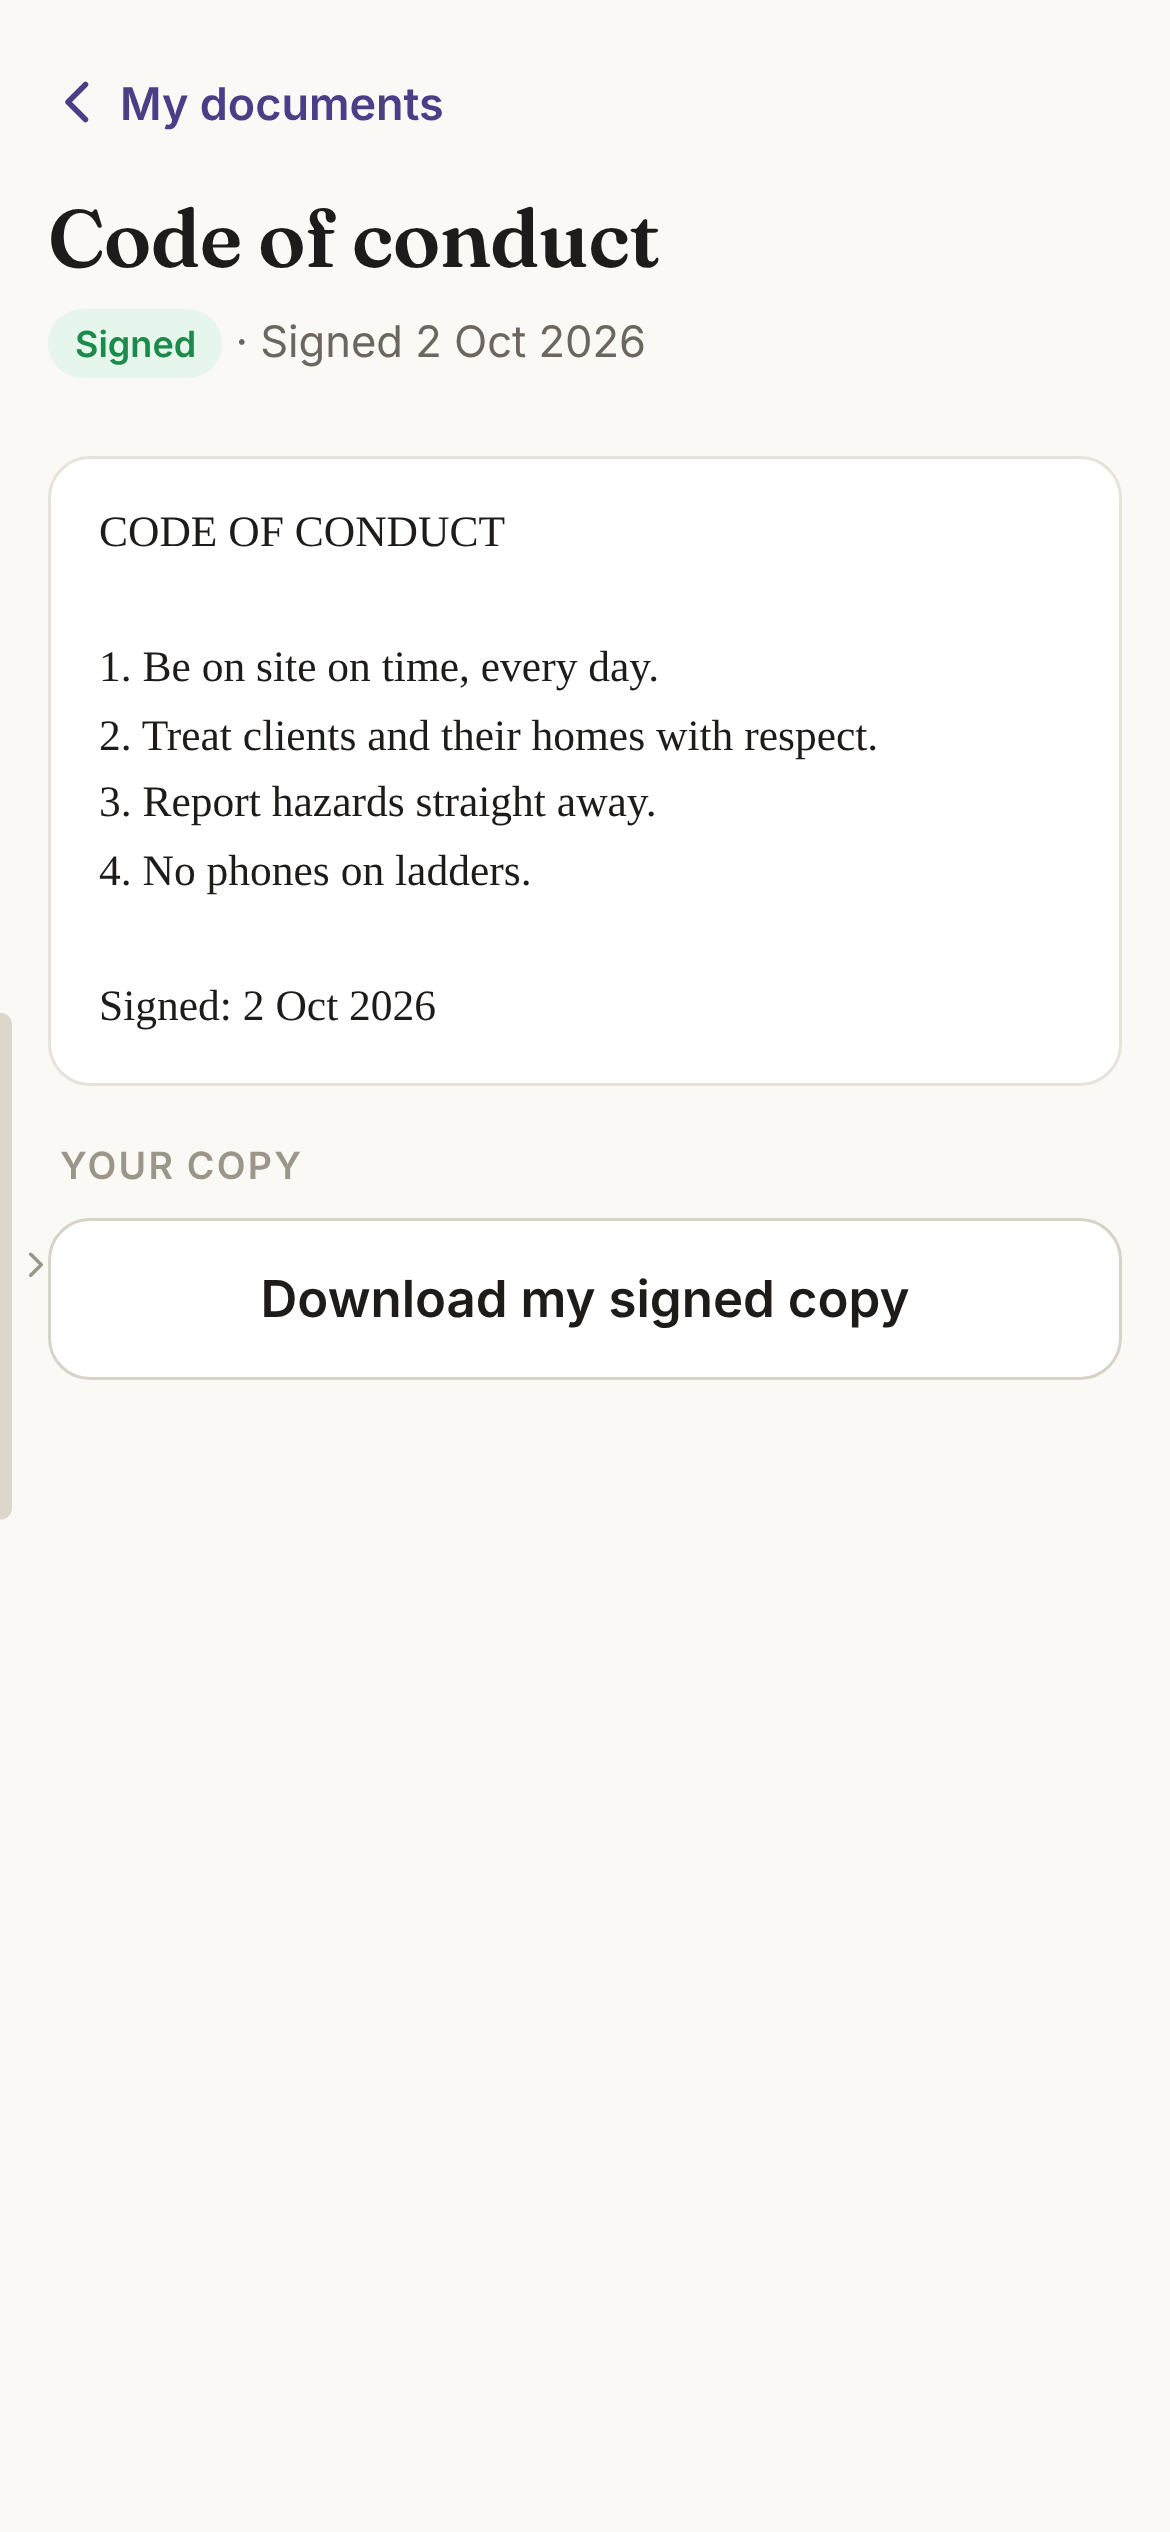 My documents
Code of conduct
Signed · Signed 2 Oct 2026
CODE OF CONDUCT
1. Be on site on time, every day.
2. Treat clients and their homes with respect.
3. Report hazards straight away.
4. No phones on ladders.
Signed: 2 Oct 2026
YOUR COPY
Download my signed copy